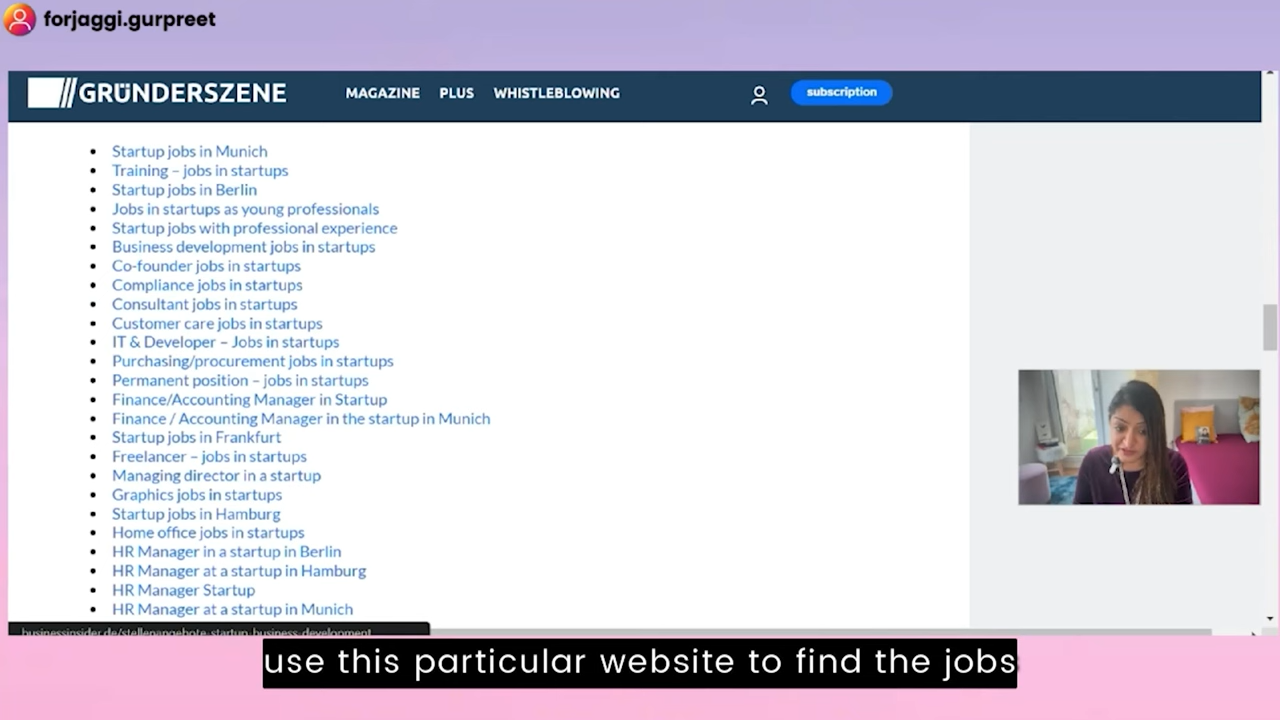 forjaggi.gurpreet
GRÜNDERSZENE MAGAZINE PLUS WHISTLEBLOWING subscription
Startup jobs in Munich
Training – jobs in startups
Startup jobs in Berlin
Jobs in startups as young professionals
Startup jobs with professional experience
Business development jobs in startups
Co-founder jobs in startups
Compliance jobs in startups
Consultant jobs in startups
Customer care jobs in startups
IT & Developer – Jobs in startups
Purchasing/procurement jobs in startups
Permanent position – jobs in startups
Finance/Accounting Manager in Startup
Finance / Accounting Manager in the startup in Munich
Startup jobs in Frankfurt
Freelancer – jobs in startups
Managing director in a startup
Graphics jobs in startups
Startup jobs in Hamburg
Home office jobs in startups
HR Manager in a startup in Berlin
HR Manager at a startup in Hamburg
HR Manager Startup
HR Manager at a startup in Munich
businessinsider.de/stellenangebote-startup-business-development
use this particular website to find the jobs